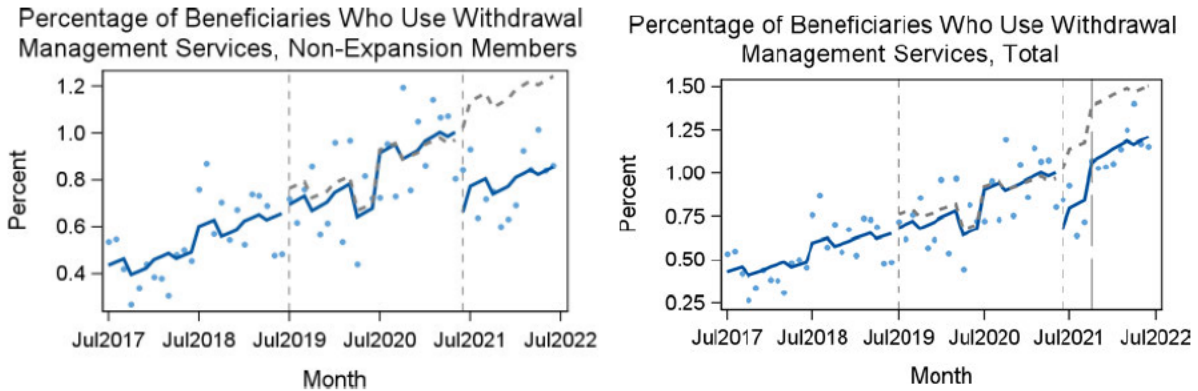 Percentage of Beneficiaries Who Use Withdrawal
Management Services, Non-Expansion Members
Percent
1.2
1.0
0.8
0.6
0.4
Jul2017 Jul2018 Jul2019 Jul2020 Jul2021 Jul2022
Month
Percentage of Beneficiaries Who Use Withdrawal
Management Services, Total
Percent
1.50
1.25
1.00
0.75
0.50
0.25
Jul2017 Jul2018 Jul2019 Jul2020 Jul2021 Jul2022
Month